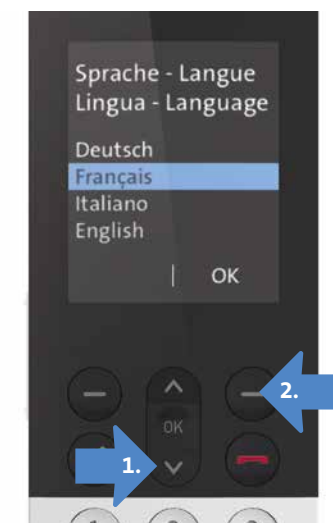 Sprache - Langue
Lingua - Language
Deutsch
Français
Italiano
English
| OK
2.
OK
1.